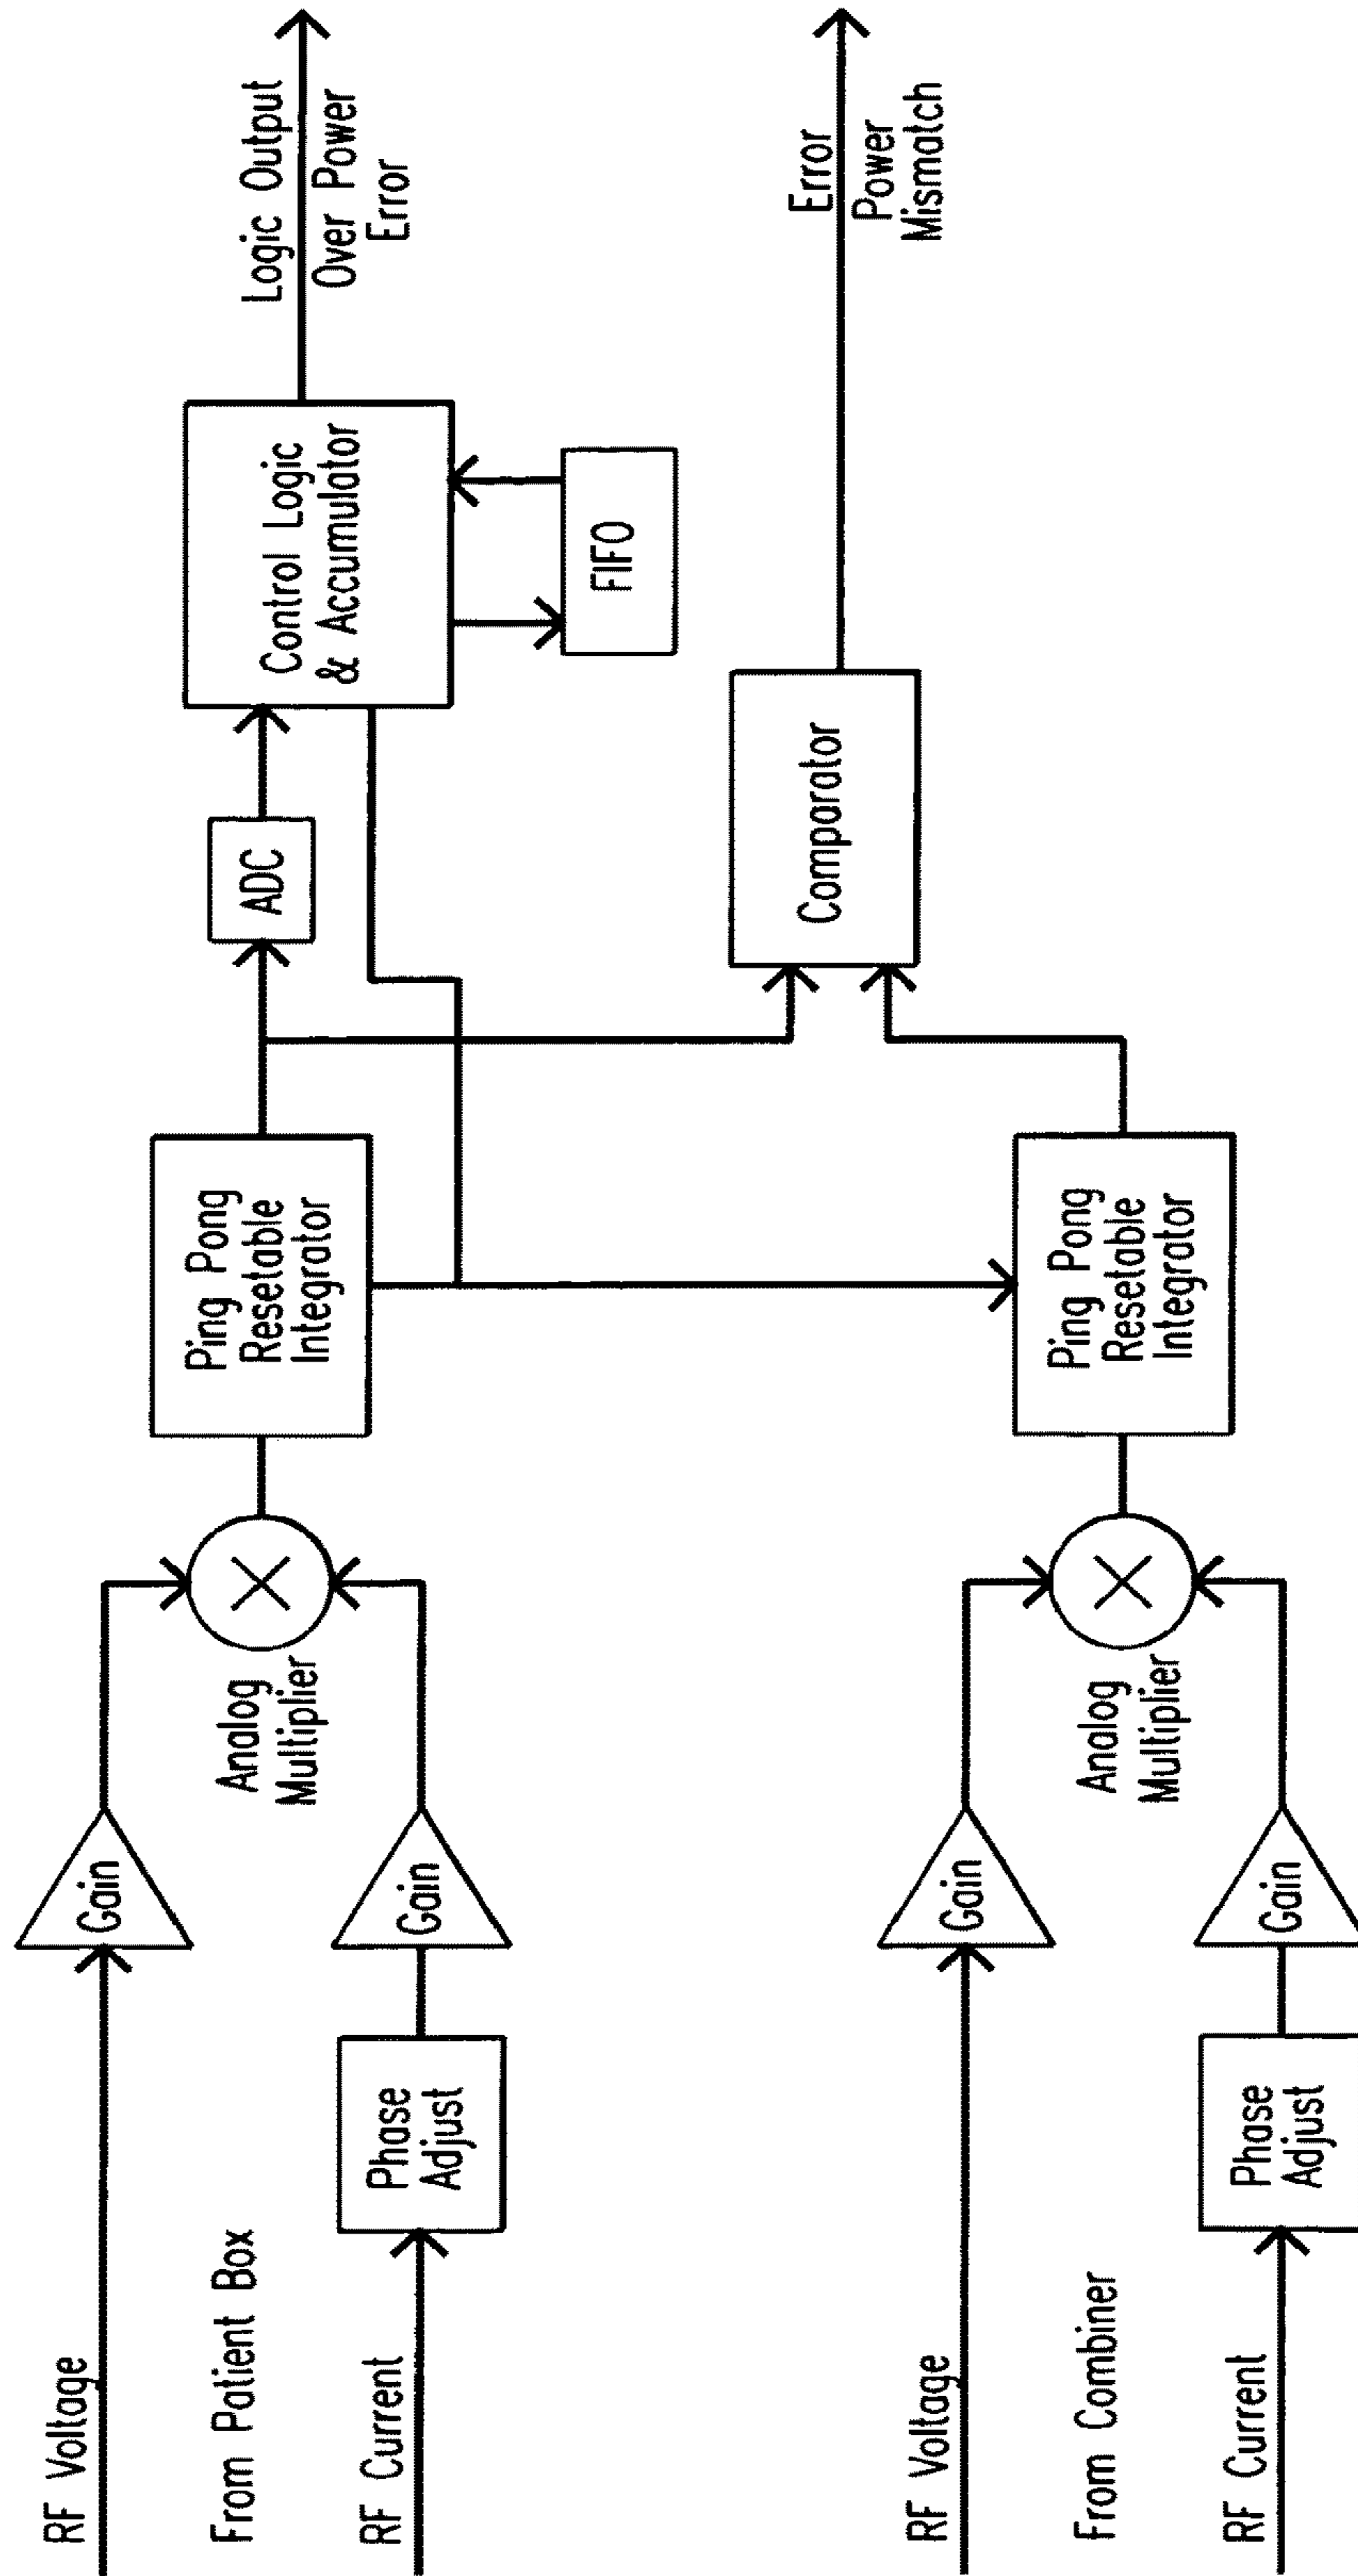 RF Voltage
From Patient Box
RF Current
Phase
Adjust
Gain
Gain
Analog
Multiplier
Ping Pong
Resetable
Integrator
ADC
Control Logic
& Accumulator
FIFO
Logic Output
Over Power
Error
RF Voltage
From Combiner
RF Current
Phase
Adjust
Gain
Gain
Analog
Multiplier
Ping Pong
Resetable
Integrator
Comparator
Error
Power
Mismatch